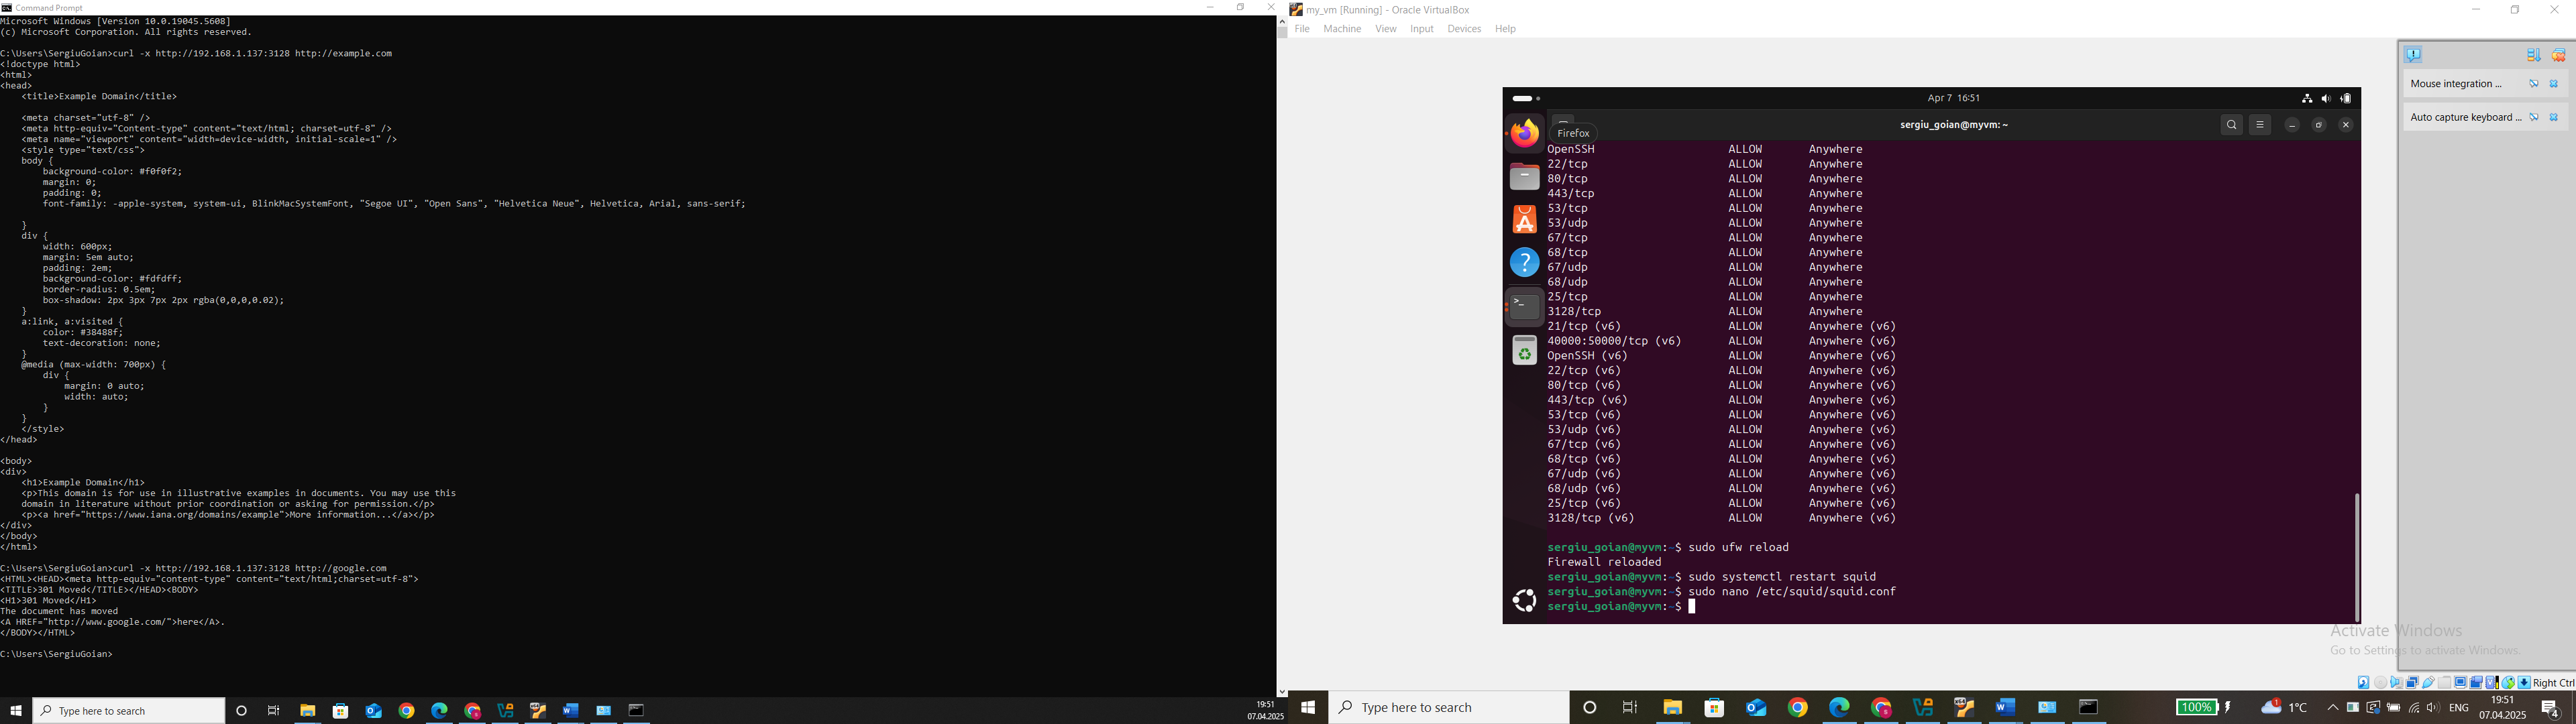 Command Prompt
Microsoft Windows [Version 10.0.19045.5608]
(c) Microsoft Corporation. All rights reserved.
C:\Users\SergiuGoian>curl -x http://192.168.1.137:3128 http://example.com
<!doctype html>
<html>
<head>
    <title>Example Domain</title>
    <meta charset="utf-8" />
    <meta http-equiv="Content-type" content="text/html; charset=utf-8" />
    <meta name="viewport" content="width=device-width, initial-scale=1" />
    <style type="text/css">
    body {
        background-color: #f0f0f2;
        margin: 0;
        padding: 0;
        font-family: -apple-system, system-ui, BlinkMacSystemFont, "Segoe UI", "Open Sans", "Helvetica Neue", Helvetica, Arial, sans-serif;
    }
    div {
        width: 600px;
        margin: 5em auto;
        padding: 2em;
        background-color: #fdfdff;
        border-radius: 0.5em;
        box-shadow: 2px 3px 7px 2px rgba(0,0,0,0.02);
    }
    a:link, a:visited {
        color: #38488f;
        text-decoration: none;
    }
    @media (max-width: 700px) {
        div {
            margin: 0 auto;
            width: auto;
        }
    }
    </style>
</head>
<body>
<div>
    <h1>Example Domain</h1>
    <p>This domain is for use in illustrative examples in documents. You may use this
    domain in literature without prior coordination or asking for permission.</p>
    <p><a href="https://www.iana.org/domains/example">More information...</a></p>
</div>
</body>
</html>
C:\Users\SergiuGoian>curl -x http://192.168.1.137:3128 http://google.com
<HTML><HEAD><meta http-equiv="content-type" content="text/html;charset=utf-8">
<TITLE>301 Moved</TITLE></HEAD><BODY>
<H1>301 Moved</H1>
The document has moved
<A HREF="http://www.google.com/">here</A>.
</BODY></HTML>
C:\Users\SergiuGoian>
Type here to search
19:51
07.04.2025
my_vm [Running] - Oracle VirtualBox
File Machine View Input Devices Help
Mouse integration ...
Auto capture keyboard ...
Apr 7 16:51
sergiu_goian@myvm: ~
Firefox
OpenSSH ALLOW Anywhere
22/tcp ALLOW Anywhere
80/tcp ALLOW Anywhere
443/tcp ALLOW Anywhere
53/tcp ALLOW Anywhere
53/udp ALLOW Anywhere
67/tcp ALLOW Anywhere
68/tcp ALLOW Anywhere
67/udp ALLOW Anywhere
68/udp ALLOW Anywhere
25/tcp ALLOW Anywhere
3128/tcp ALLOW Anywhere
21/tcp (v6) ALLOW Anywhere (v6)
40000:50000/tcp (v6) ALLOW Anywhere (v6)
OpenSSH (v6) ALLOW Anywhere (v6)
22/tcp (v6) ALLOW Anywhere (v6)
80/tcp (v6) ALLOW Anywhere (v6)
443/tcp (v6) ALLOW Anywhere (v6)
53/tcp (v6) ALLOW Anywhere (v6)
53/udp (v6) ALLOW Anywhere (v6)
67/tcp (v6) ALLOW Anywhere (v6)
68/tcp (v6) ALLOW Anywhere (v6)
67/udp (v6) ALLOW Anywhere (v6)
68/udp (v6) ALLOW Anywhere (v6)
25/tcp (v6) ALLOW Anywhere (v6)
3128/tcp (v6) ALLOW Anywhere (v6)
sergiu_goian@myvm:~$ sudo ufw reload
Firewall reloaded
sergiu_goian@myvm:~$ sudo systemctl restart squid
sergiu_goian@myvm:~$ sudo nano /etc/squid/squid.conf
sergiu_goian@myvm:~$
Activate Windows
Go to Settings to activate Windows.
Right Ctrl
Type here to search
100%
1
1°C
ENG
19:51
07.04.2025
4